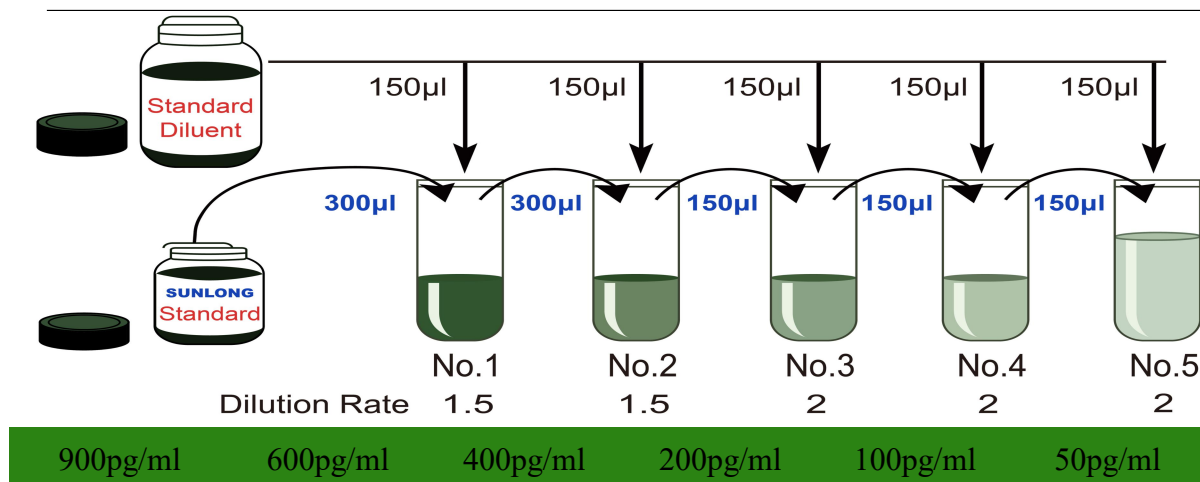 150µl 150µl 150µl 150µl 150µl
Standard
Diluent
300µl 300µl 150µl 150µl 150µl
SUNLONG
Standard
No.1 No.2 No.3 No.4 No.5
Dilution Rate 1.5 1.5 2 2 2
900pg/ml 600pg/ml 400pg/ml 200pg/ml 100pg/ml 50pg/ml